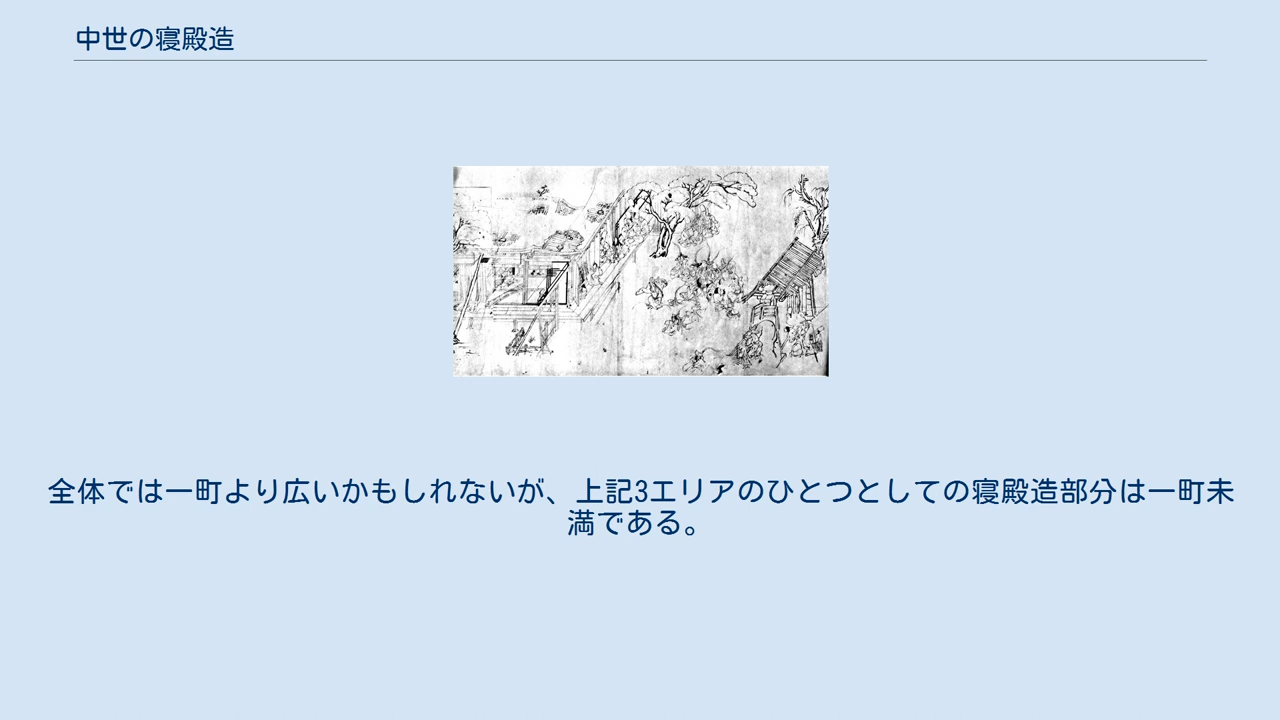 中世の寝殿造
全体では一町より広いかもしれないが、上記3エリアのひとつとしての寝殿造部分は一町未
満である。